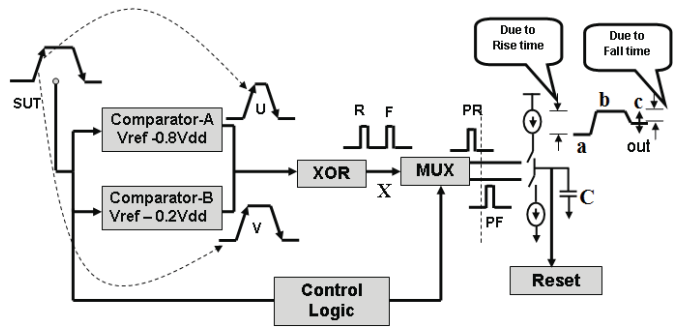 Due to
Rise time
Due to
Fall time
SUT
Comparator-A
Vref -0.8Vdd
U
R F
PR
b
c
a
out
XOR
X
MUX
Comparator-B
Vref – 0.2Vdd
V
PF
C
Control
Logic
Reset